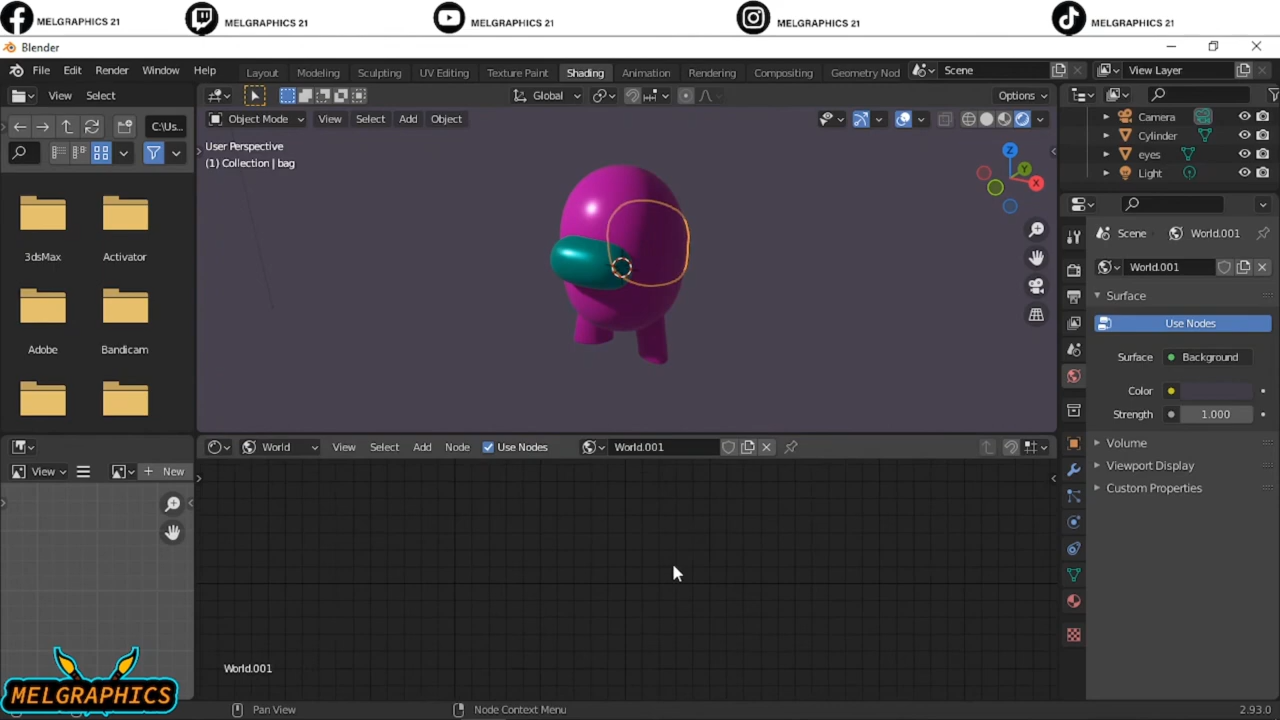 MELGRAPHICS 21 MELGRAPHICS 21 MELGRAPHICS 21 MELGRAPHICS 21 MELGRAPHICS 21
Blender
File Edit Render Window Help Layout Modeling Sculpting UV Editing Texture Paint Shading Animation Rendering Compositing Geometry Nod Scene View Layer
View Select Global Options
Object Mode View Select Add Object
C:\Us...
User Perspective
(1) Collection | bag
Camera
Cylinder
eyes
Light
Z
Y
X
Scene World.001
World.001
Surface
Use Nodes
Surface Background
Color
Strength 1.000
Volume
Viewport Display
Custom Properties
3dsMax Activator
Adobe Bandicam
World View Select Add Node Use Nodes World.001
View New
World.001
MELGRAPHICS
Pan View Node Context Menu 2.93.0